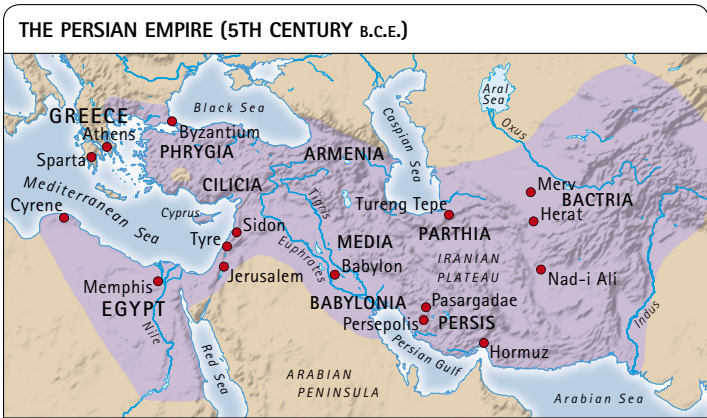 THE PERSIAN EMPIRE (5TH CENTURY B.C.E.)
Black Sea
Aral
Sea
Caspian Sea
Oxus
GREECE
Athens
Byzantium
Sparta
PHRYGIA
ARMENIA
CILICIA
Mediterranean Sea
Cyprus
Cyrene
Tigris
Tureng Tepe
Merv
BACTRIA
Herat
Sidon
Tyre
PARTHIA
MEDIA
IRANIAN
PLATEAU
Euphrates
Jerusalem
Babylon
Nad-i Ali
Memphis
EGYPT
BABYLONIA
Pasargadae
Persepolis
PERSIS
Nile
Indus
Red Sea
Persian Gulf
Hormuz
ARABIAN
PENINSULA
Arabian Sea